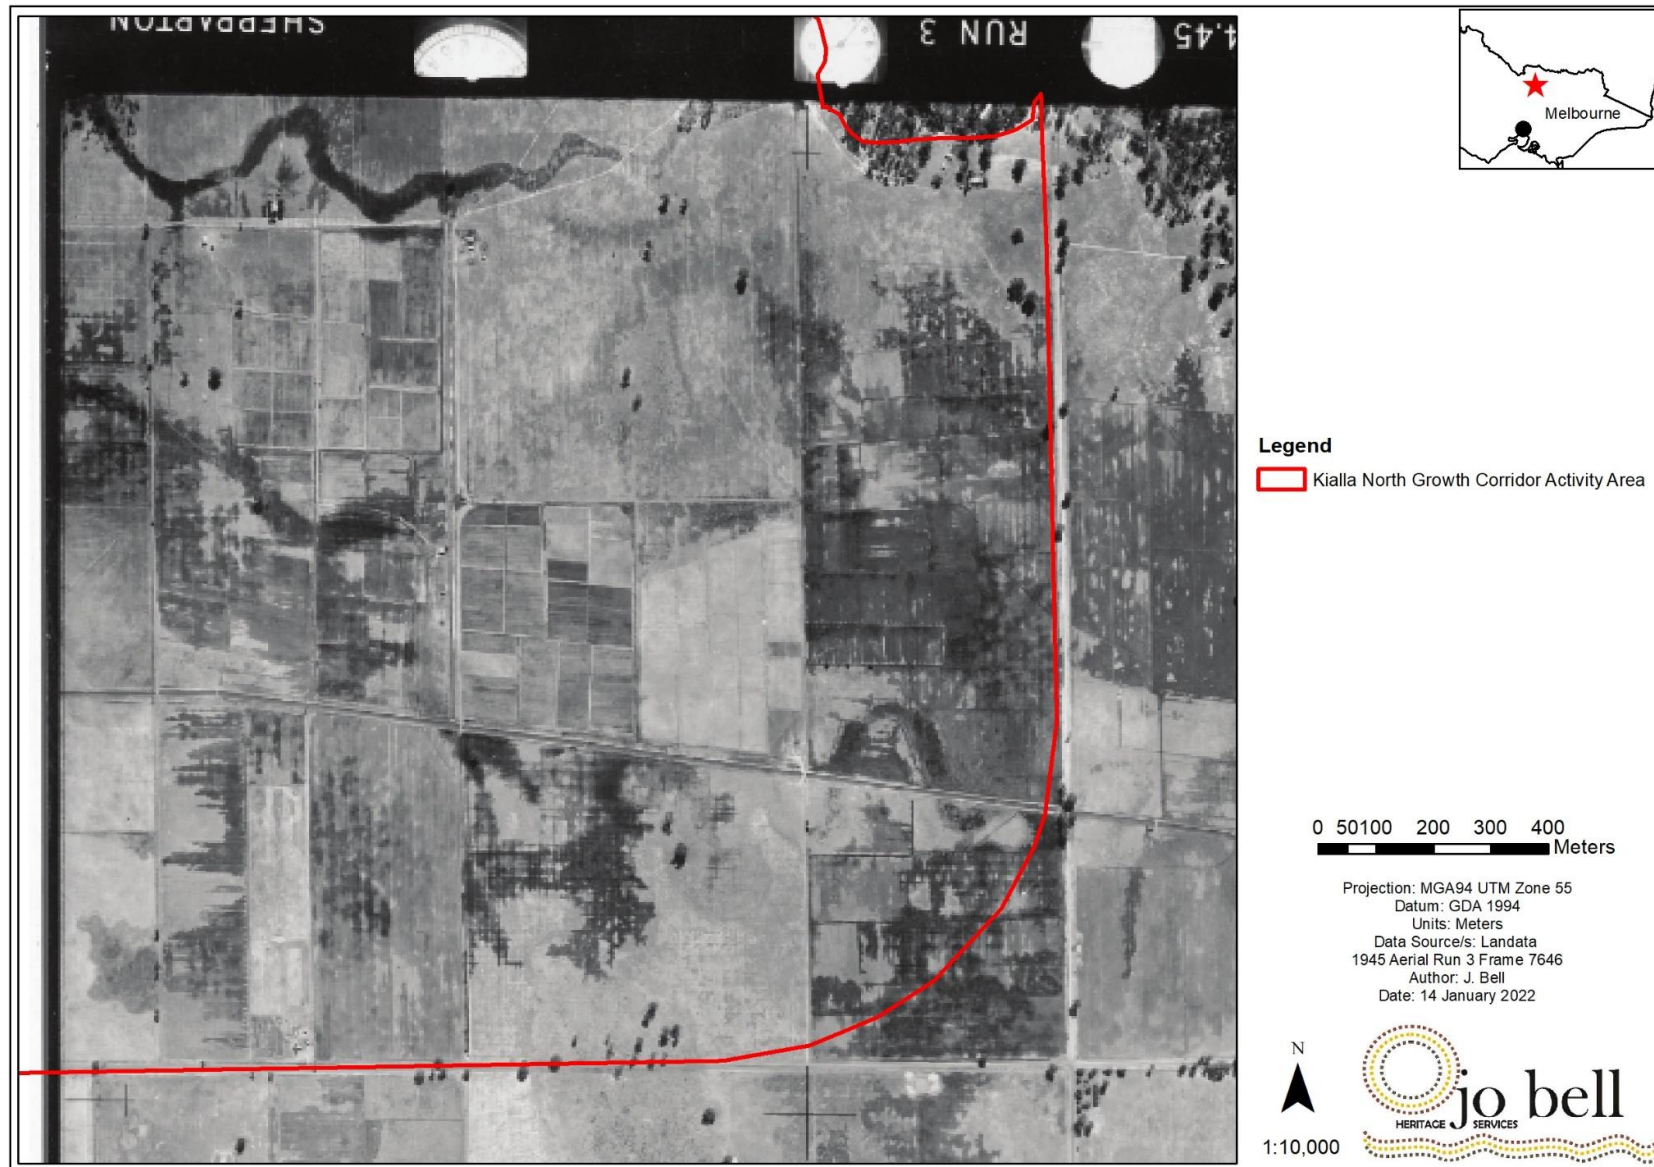 SHEPPARTON
RUN 3
4.45
Melbourne
Legend
Kialla North Growth Corridor Activity Area
0 50100 200 300 400
Meters
Projection: MGA94 UTM Zone 55
Datum: GDA 1994
Units: Meters
Data Source/s: Landata
1945 Aerial Run 3 Frame 7646
Author: J. Bell
Date: 14 January 2022
N
1:10,000
jo bell
HERITAGE SERVICES